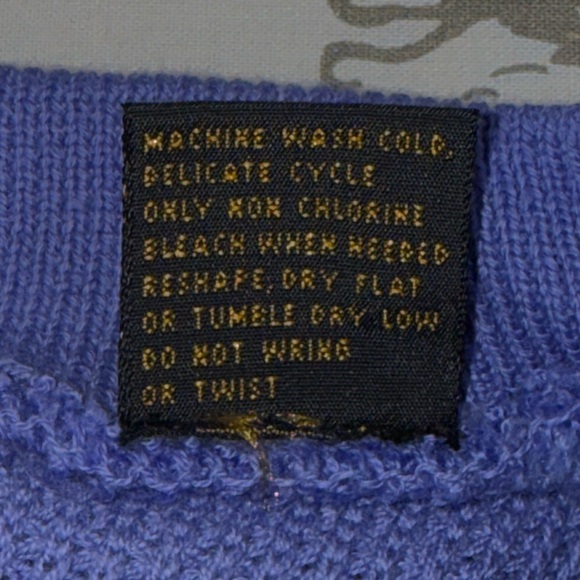 MACHINE WASH COLD,
DELICATE CYCLE
ONLY NON CHLORINE
BLEACH WHEN NEEDED
RESHAPE, DRY FLAT
OR TUMBLE DRY LOW
DO NOT WRING
OR TWIST